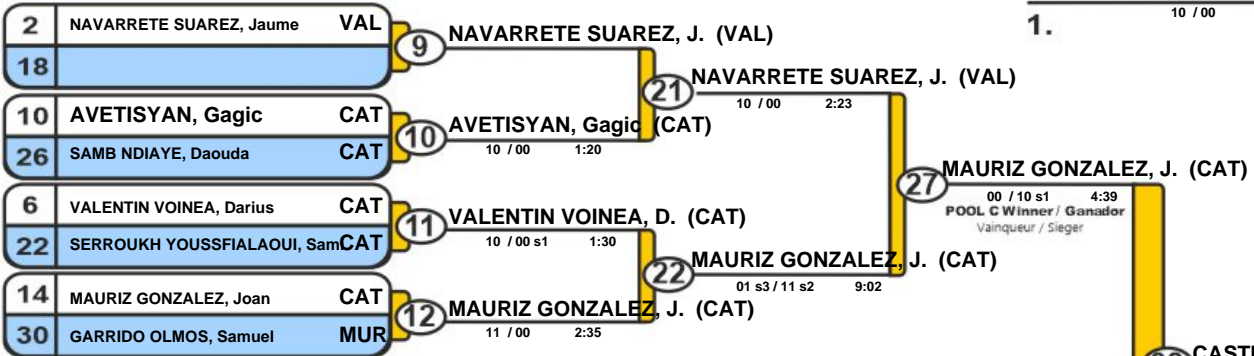 2 NAVARRETE SUAREZ, Jaume VAL
18
9 NAVARRETE SUAREZ, J. (VAL)
10 AVETISYAN, Gagic CAT
26 SAMB NDIAYE, Daouda CAT
10 AVETISYAN, Gagic (CAT)
10 / 00 1:20
21 NAVARRETE SUAREZ, J. (VAL)
10 / 00 2:23
6 VALENTIN VOINEA, Darius CAT
22 SERROUKH YOUSSFIALAOUI, Sam CAT
11 VALENTIN VOINEA, D. (CAT)
10 / 00 s1 1:30
14 MAURIZ GONZALEZ, Joan CAT
30 GARRIDO OLMOS, Samuel MUR
12 MAURIZ GONZALEZ, J. (CAT)
11 / 00 2:35
22 MAURIZ GONZALEZ, J. (CAT)
01 s3 / 11 s2 9:02
27 MAURIZ GONZALEZ, J. (CAT)
00 / 10 s1 4:39
POOL C Winner / Ganador
Vainqueur / Sieger
10 / 00
1.